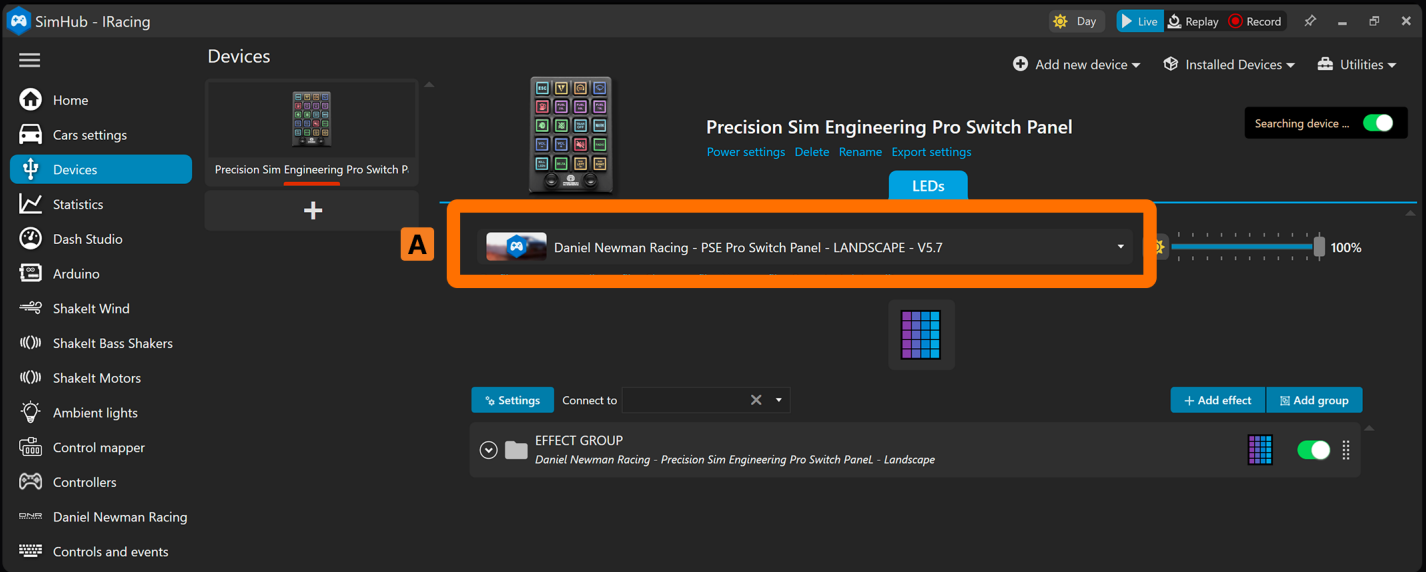 SimHub - IRacing
Day
Live
Replay
Record
Devices
Add new device
Installed Devices
Utilities
Home
Cars settings
Devices
Statistics
Dash Studio
Arduino
ShakeIt Wind
ShakeIt Bass Shakers
ShakeIt Motors
Ambient lights
Control mapper
Controllers
DNR Daniel Newman Racing
Controls and events
Precision Sim Engineering Pro Switch P
+
Precision Sim Engineering Pro Switch Panel
Power settings Delete Rename Export settings
Searching device ...
LEDs
A
Daniel Newman Racing - PSE Pro Switch Panel - LANDSCAPE - V5.7
100%
Settings
Connect to
+ Add effect
Add group
EFFECT GROUP
Daniel Newman Racing - Precision Sim Engineering Pro Switch PaneL - Landscape